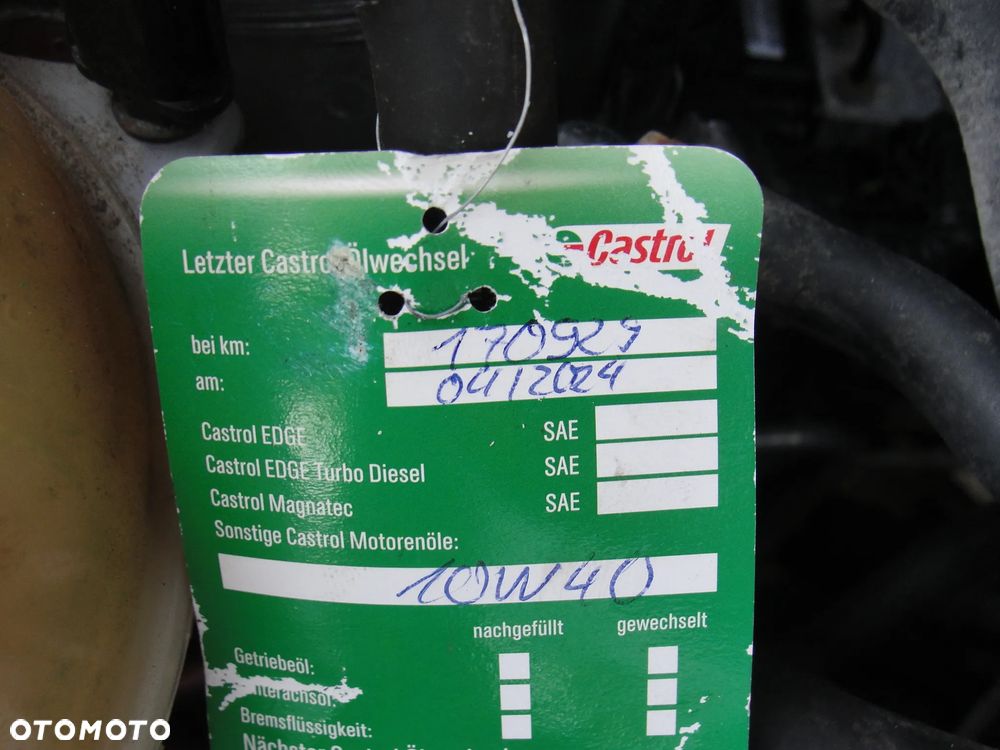 Castrol
Letzter Castrol Ölwechsel
bei km: 170929
am: 04/2024
Castrol EDGE SAE
Castrol EDGE Turbo Diesel SAE
Castrol Magnatec SAE
Sonstige Castrol Motorenöle:
10W40
nachgefüllt gewechselt
Getriebeöl:
Bremsflüssigkeit:
OTOMOTO